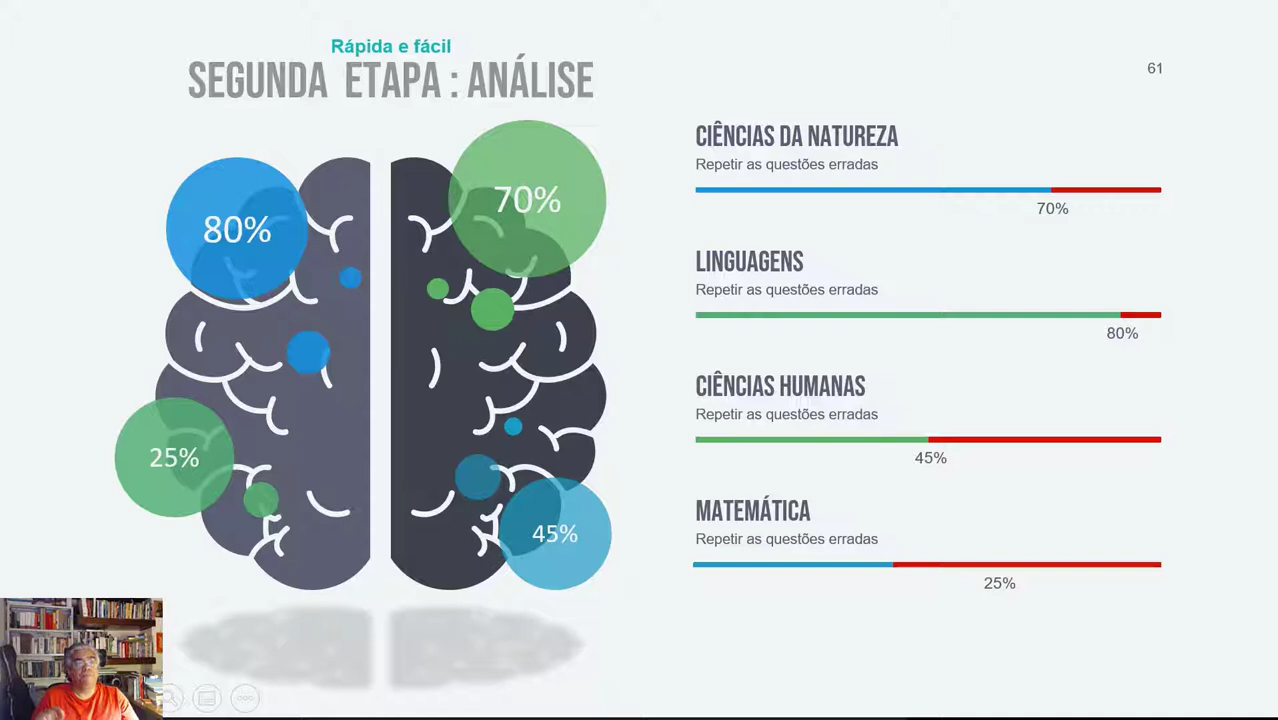 Rápida e fácil
SEGUNDA ETAPA : ANÁLISE
61
80%
70%
25%
45%
CIÊNCIAS DA NATUREZA
Repetir as questões erradas
70%
LINGUAGENS
Repetir as questões erradas
80%
CIÊNCIAS HUMANAS
Repetir as questões erradas
45%
MATEMÁTICA
Repetir as questões erradas
25%